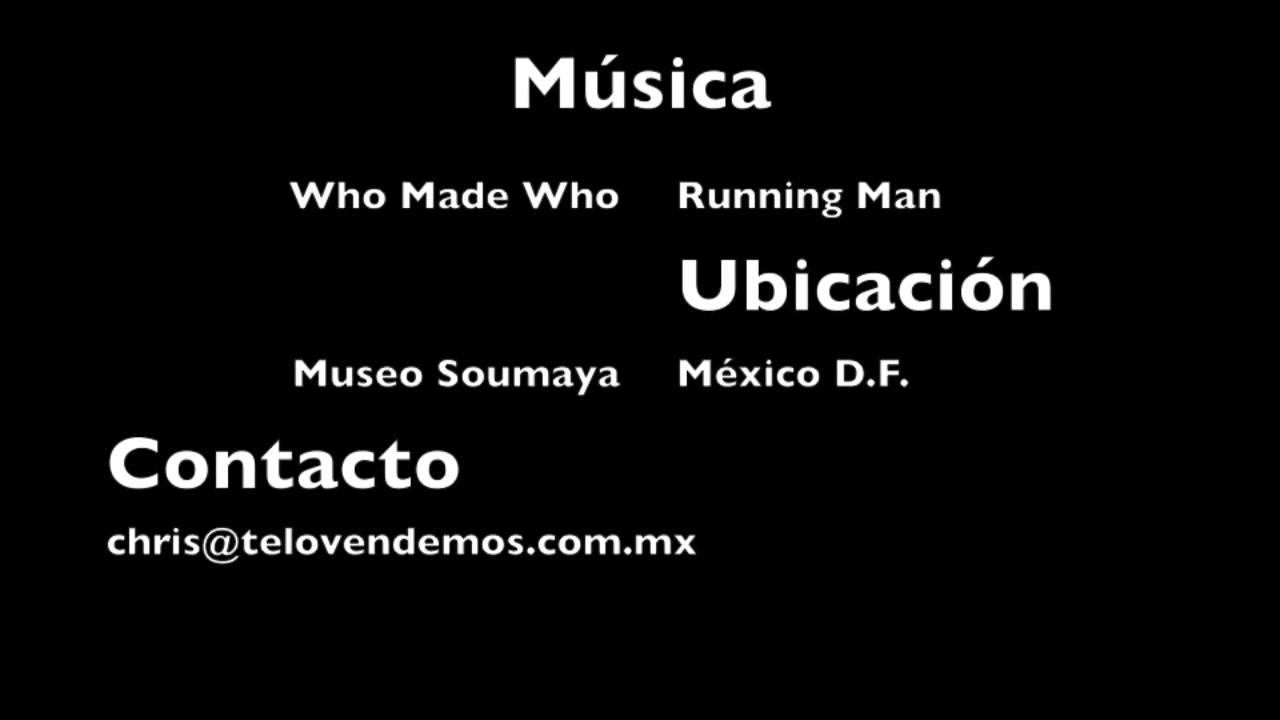 Música
Who Made Who Running Man
Ubicación
Museo Soumaya México D.F.
Contacto
chris@telovendemos.com.mx